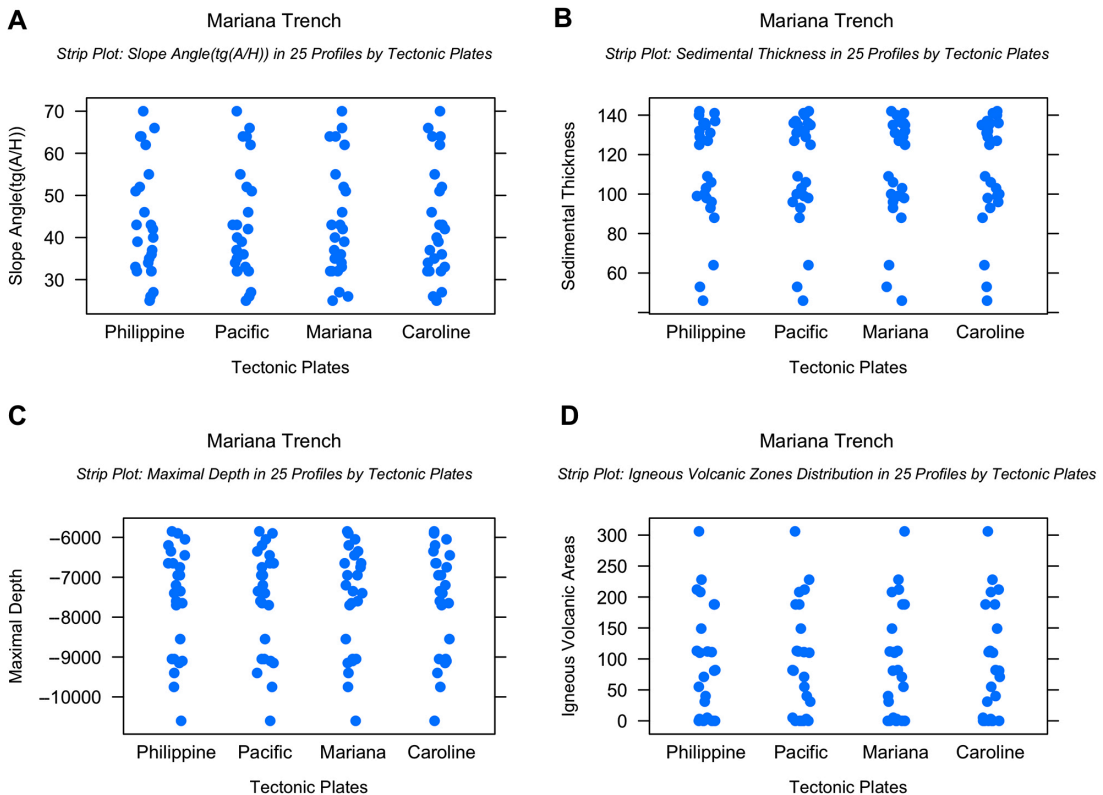 A
Mariana Trench
Strip Plot: Slope Angle(tg(A/H)) in 25 Profiles by Tectonic Plates
Slope Angle(tg(A/H))
70
60
50
40
30
Philippine Pacific Mariana Caroline
Tectonic Plates
B
Mariana Trench
Strip Plot: Sedimental Thickness in 25 Profiles by Tectonic Plates
Sedimental Thickness
140
120
100
80
60
Philippine Pacific Mariana Caroline
Tectonic Plates
C
Mariana Trench
Strip Plot: Maximal Depth in 25 Profiles by Tectonic Plates
Maximal Depth
−6000
−7000
−8000
−9000
−10000
Philippine Pacific Mariana Caroline
Tectonic Plates
D
Mariana Trench
Strip Plot: Igneous Volcanic Zones Distribution in 25 Profiles by Tectonic Plates
Igneous Volcanic Areas
300
250
200
150
100
50
0
Philippine Pacific Mariana Caroline
Tectonic Plates